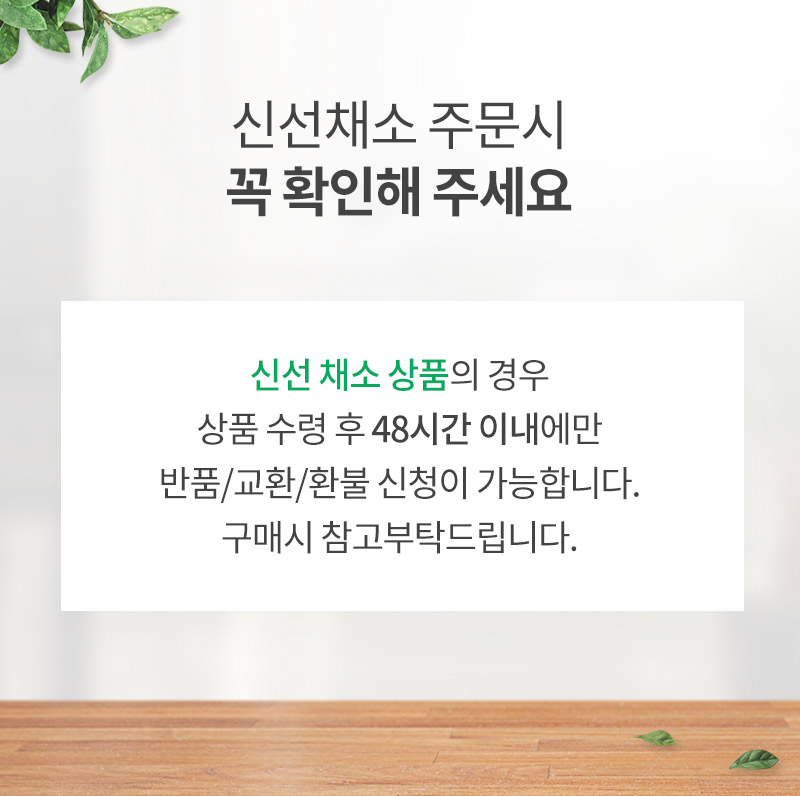 신선채소 주문시
꼭 확인해 주세요
신선 채소 상품의 경우
상품 수령 후 48시간 이내에만
반품/교환/환불 신청이 가능합니다.
구매시 참고부탁드립니다.